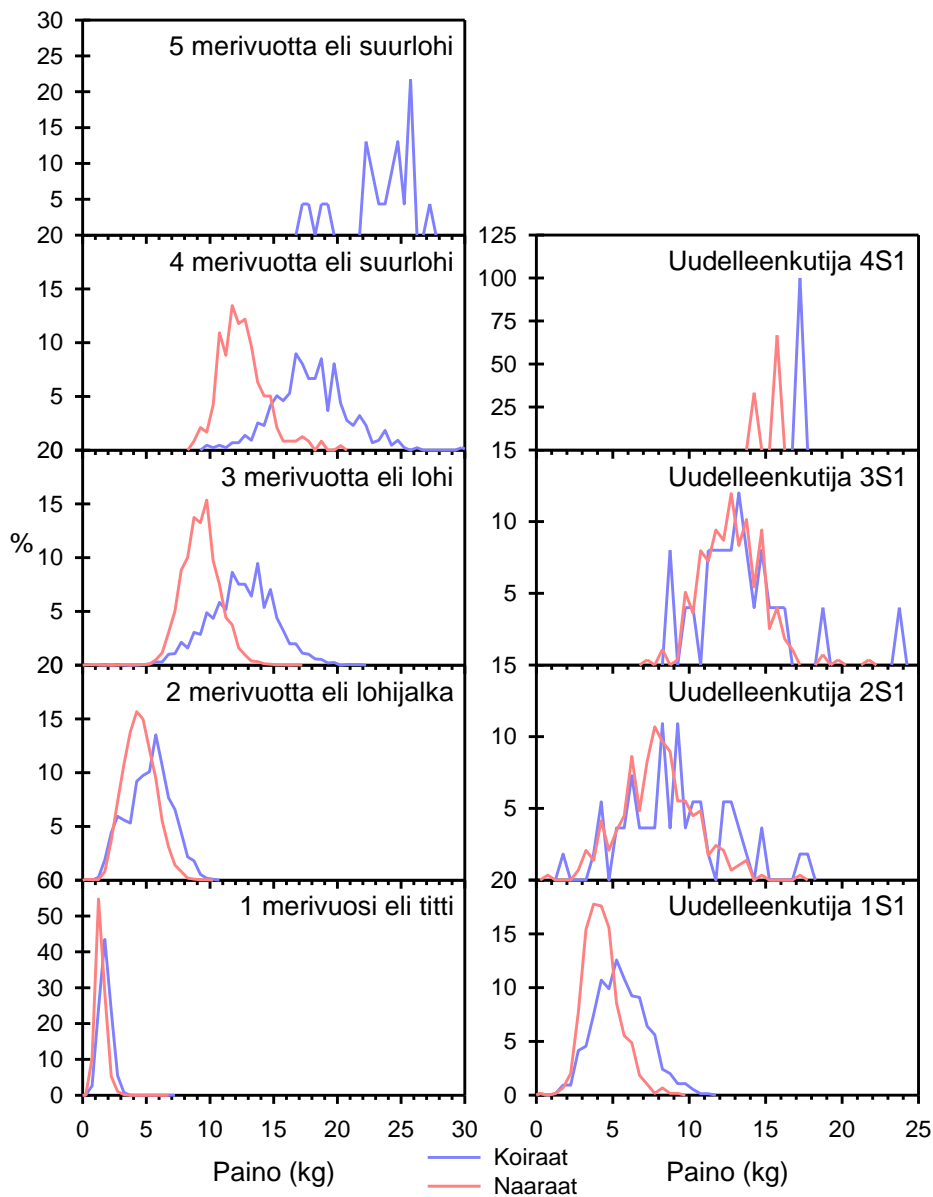 30
5 merivuotta eli suurlohi
25
20
15
10
5
20
4 merivuotta eli suurlohi
15
10
5
20
3 merivuotta eli lohi
15
%
10
5
20
2 merivuotta eli lohijalka
15
10
5
60
1 merivuosi eli titti
50
40
30
20
10
0
0 5 10 15 20 25 30
Paino (kg)
125
Uudelleenkutija 4S1
100
75
50
25
15
Uudelleenkutija 3S1
10
5
15
Uudelleenkutija 2S1
10
5
20
Uudelleenkutija 1S1
15
10
5
0
0 5 10 15 20 25
Paino (kg)
Koiraat
Naaraat